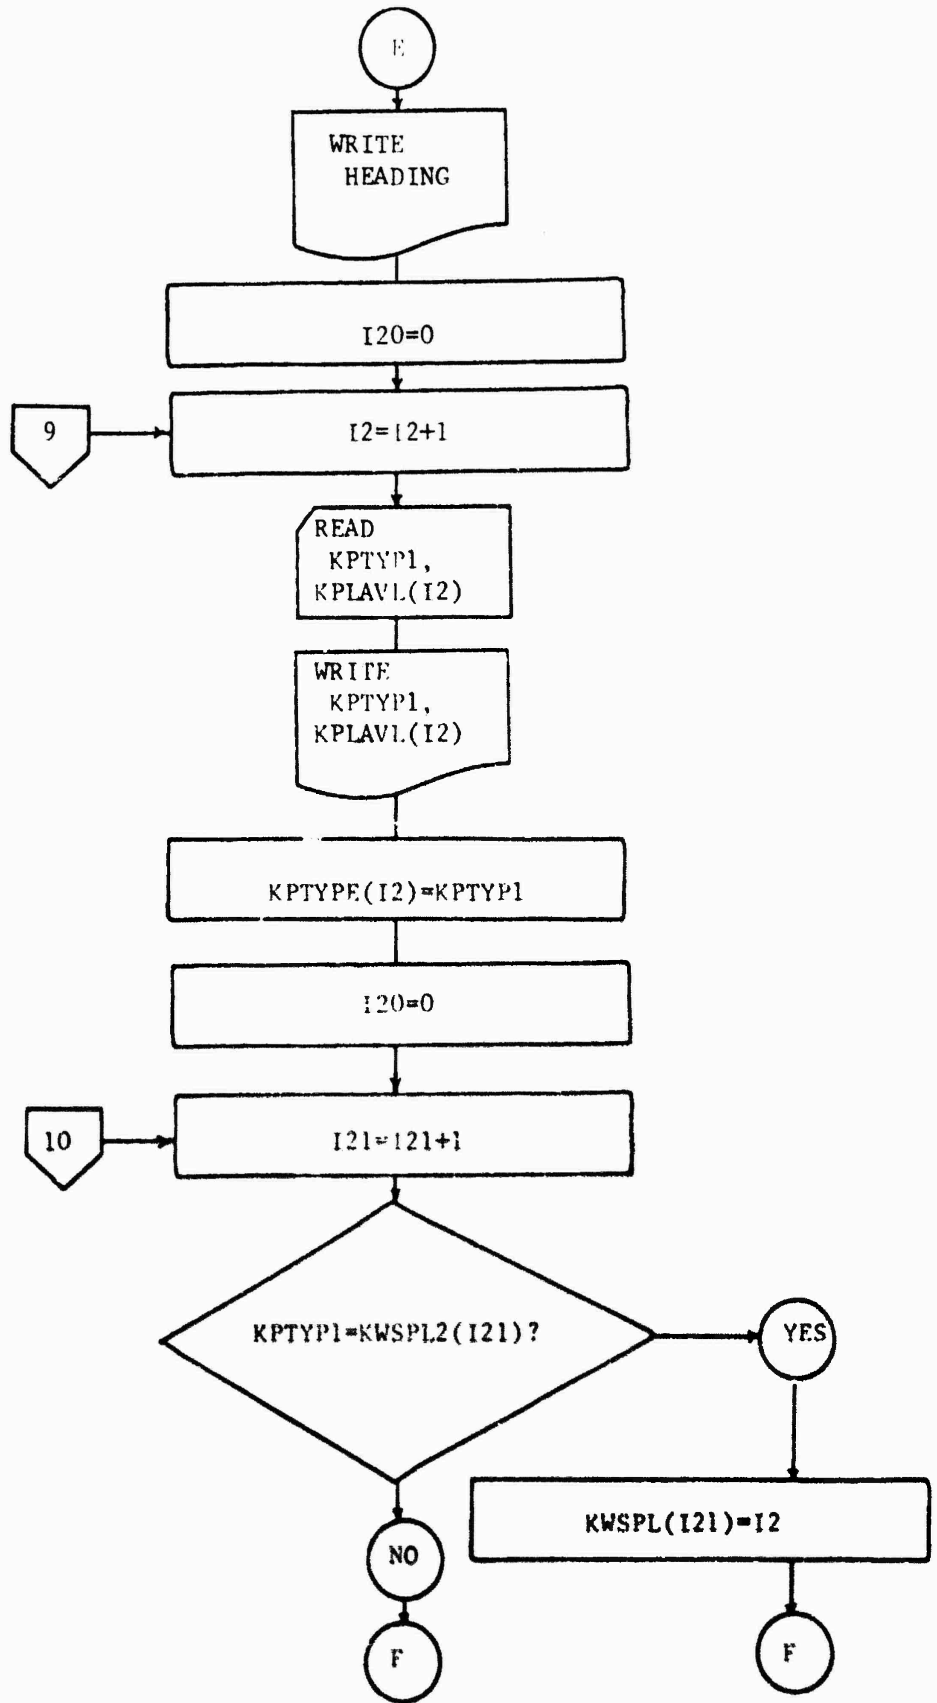 E
WRITE
HEADING
I20=0
9
I2=I2+1
READ
KPTYP1,
KPLAVL(I2)
WRITE
KPTYP1,
KPLAVL(I2)
KPTYPE(I2)=KPTYP1
I20=0
10
I21=I21+1
KPTYP1=KWSPL2(I21)?
YES
KWSPL(I21)=I2
NO
F
F